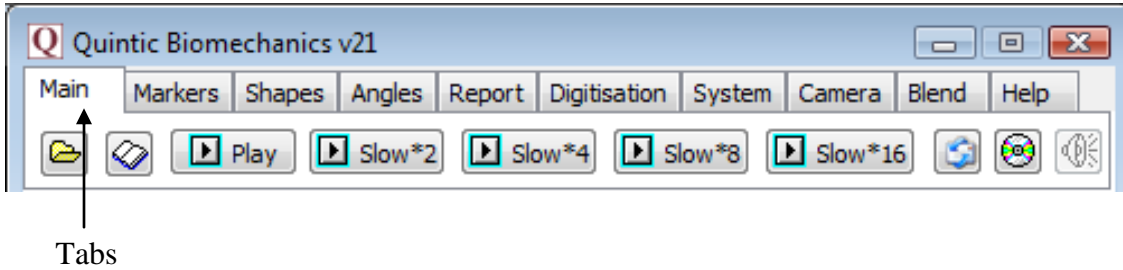 Q Quintic Biomechanics v21
Main Markers Shapes Angles Report Digitisation System Camera Blend Help
Play Slow*2 Slow*4 Slow*8 Slow*16
Tabs